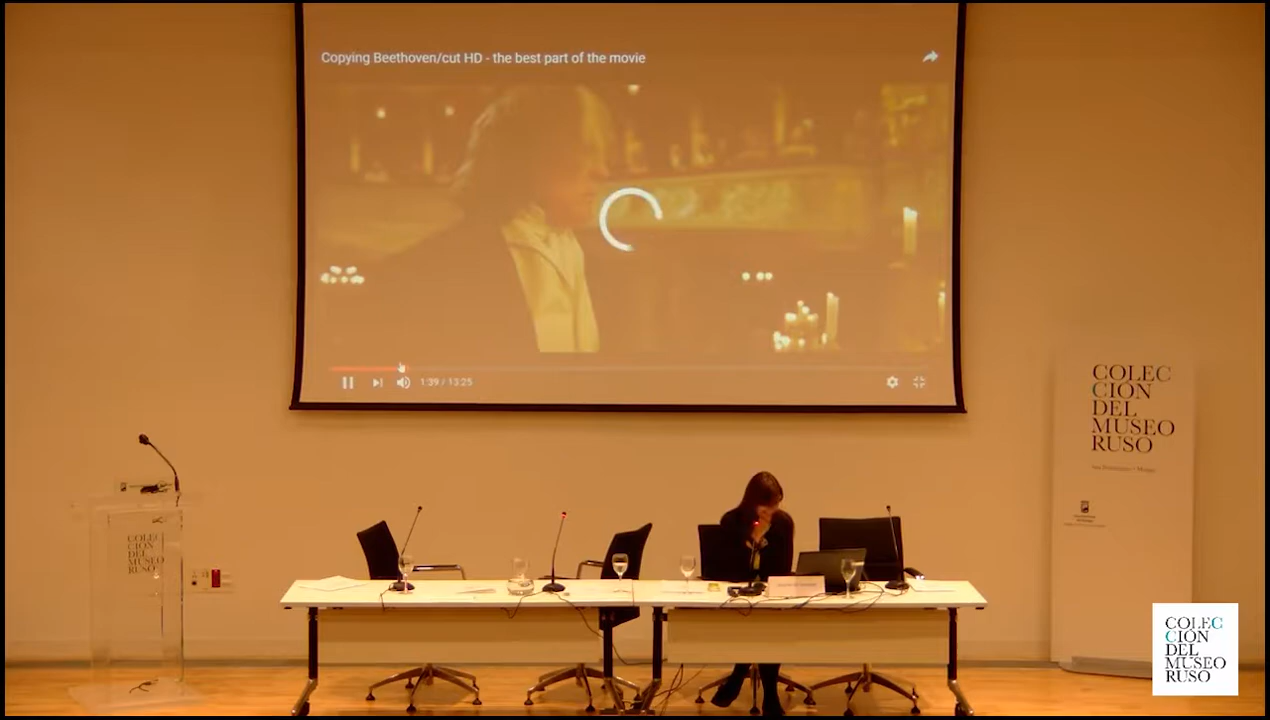 Copying Beethoven/cut HD - the best part of the movie
1:39 / 13:25
COLEC
CIÓN
DEL
MUSEO
RUSO
COLEC
CIÓN
DEL
MUSEO
RUSO
COLEC
CIÓN
DEL
MUSEO
RUSO